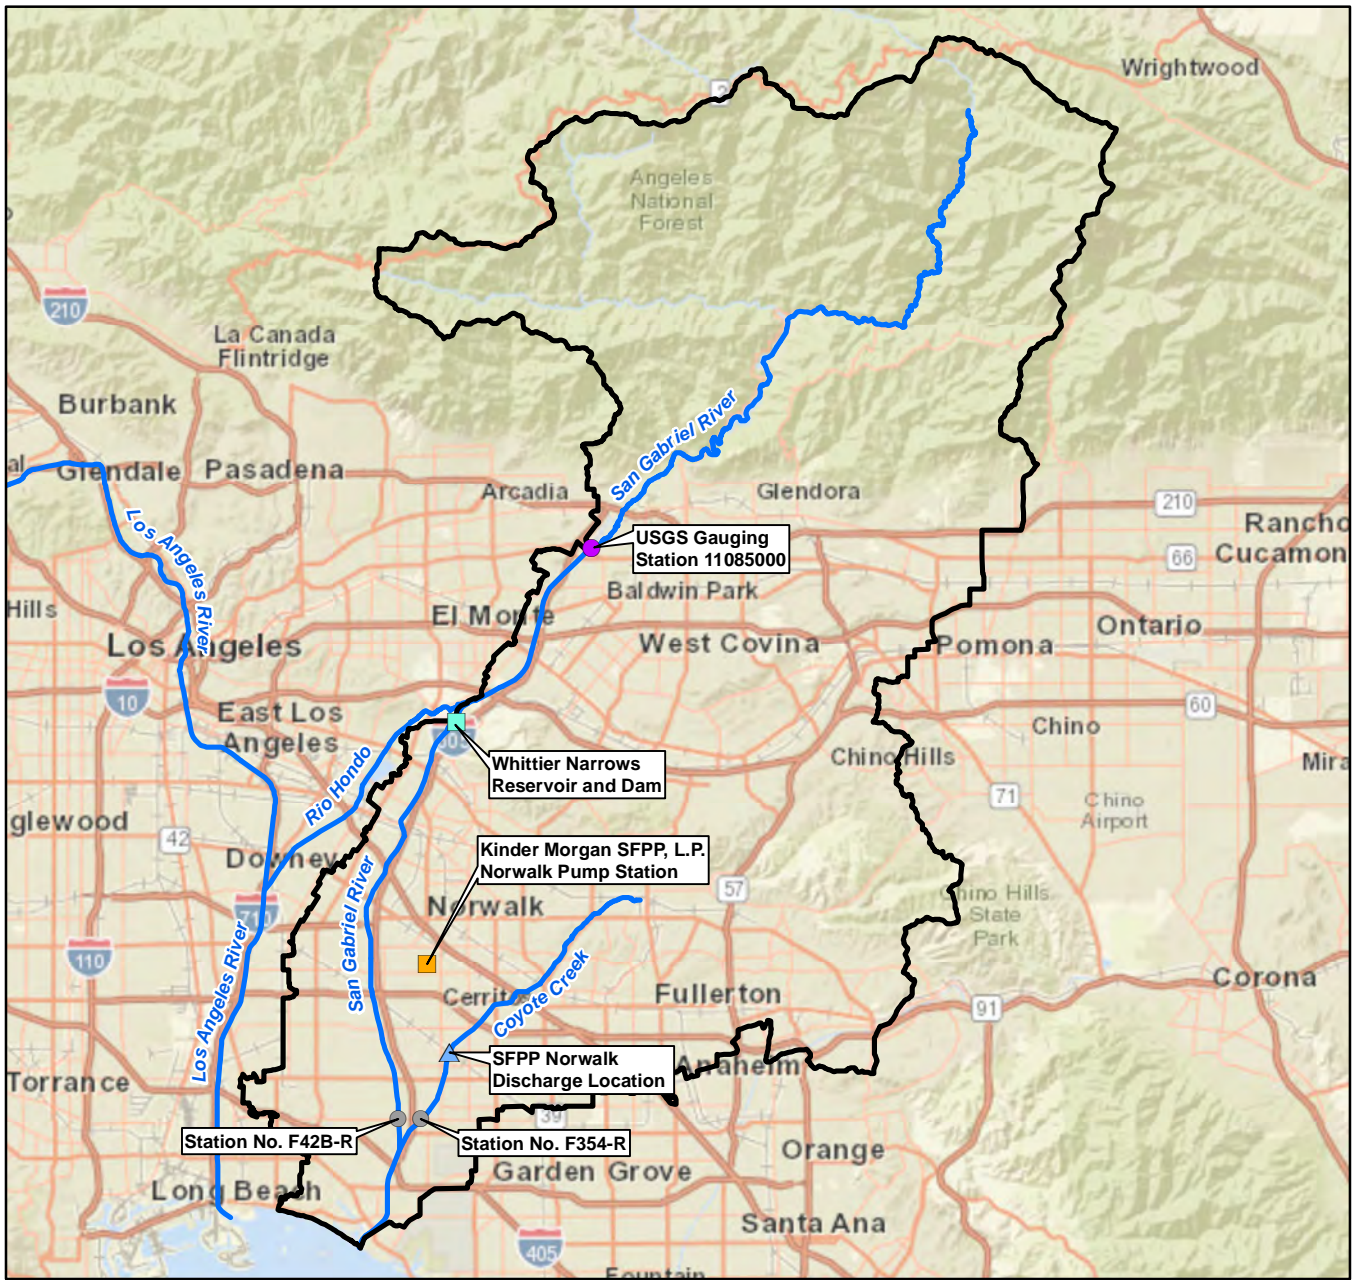 Wrightwood
2
Angeles
National
Forest
210
La Canada
Flintridge
Burbank
San Gabriel River
al
Glendale
Pasadena
Arcadia
Glendora
210
Los Angeles River
USGS Gauging
Station 11085000
Rancho
Cucamon
66
Hills
Baldwin Park
El Monte
Los Angeles
West Covina
Pomona
Ontario
10
East Los
Angeles
60
Chino
605
Chino Hills
Whittier Narrows
Reservoir and Dam
Mira
Rio Hondo
71
Chino
Airport
glewood
42
Downey
Kinder Morgan SFPP, L.P.
Norwalk Pump Station
57
Chino Hills
State
Park
710
Norwalk
San Gabriel River
110
Los Angeles River
Cerritos
Coyote Creek
Fullerton
Corona
91
SFPP Norwalk
Discharge Location
Anaheim
Torrance
39
Station No. F42B-R
Station No. F354-R
Orange
Garden Grove
Long Beach
Santa Ana
405
Fountain